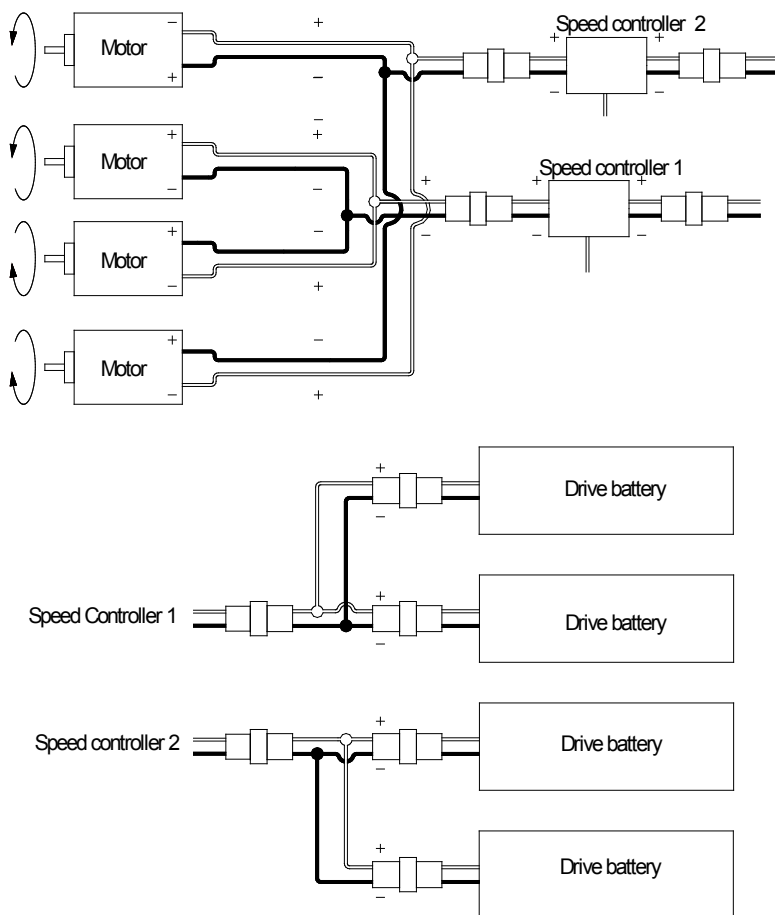 Speed controller 2
− + + +
Motor
+ − − −
−
+ +
Motor Speed controller 1
− − + + +
+ − − − −
Motor
− +
+ −
Motor
− +
+
Drive battery
−
Speed Controller 1 + Drive battery
−
+
Speed controller 2 Drive battery
−
+
Drive battery
−